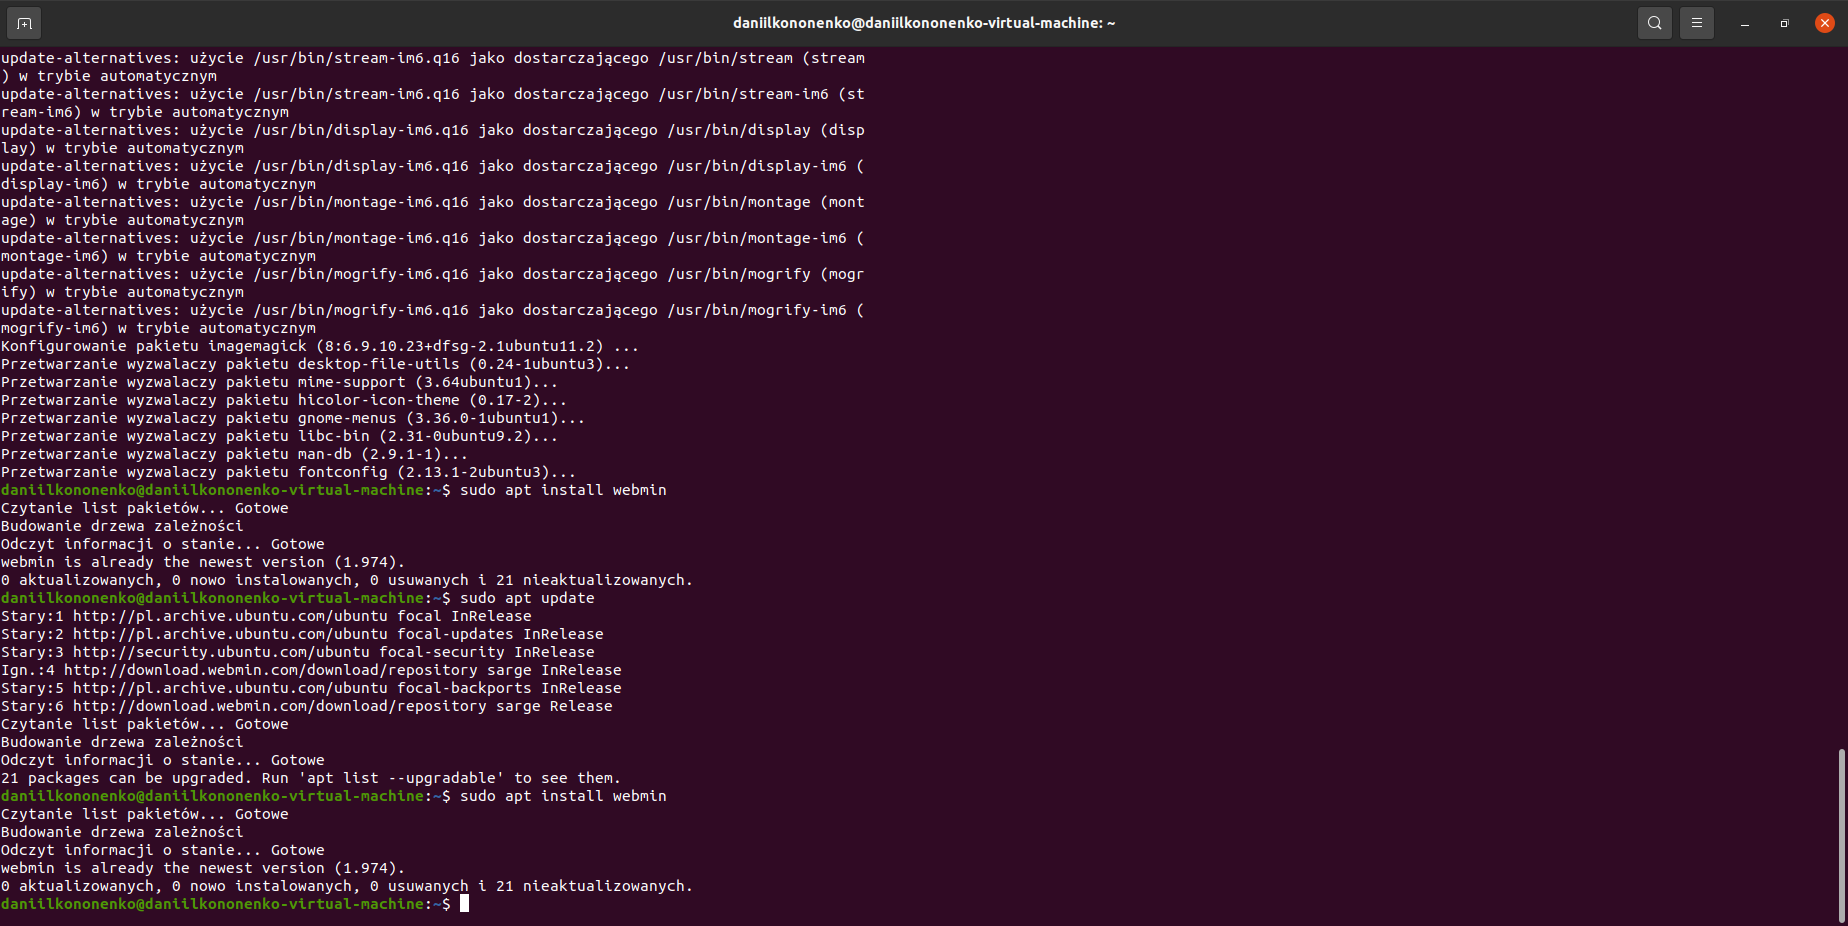 daniilkononenko@daniilkononenko-virtual-machine: ~
update-alternatives: użycie /usr/bin/stream-im6.q16 jako dostarczającego /usr/bin/stream (stream
) w trybie automatycznym
update-alternatives: użycie /usr/bin/stream-im6.q16 jako dostarczającego /usr/bin/stream-im6 (st
ream-im6) w trybie automatycznym
update-alternatives: użycie /usr/bin/display-im6.q16 jako dostarczającego /usr/bin/display (disp
lay) w trybie automatycznym
update-alternatives: użycie /usr/bin/display-im6.q16 jako dostarczającego /usr/bin/display-im6 (
display-im6) w trybie automatycznym
update-alternatives: użycie /usr/bin/montage-im6.q16 jako dostarczającego /usr/bin/montage (mont
age) w trybie automatycznym
update-alternatives: użycie /usr/bin/montage-im6.q16 jako dostarczającego /usr/bin/montage-im6 (
montage-im6) w trybie automatycznym
update-alternatives: użycie /usr/bin/mogrify-im6.q16 jako dostarczającego /usr/bin/mogrify (mogr
ify) w trybie automatycznym
update-alternatives: użycie /usr/bin/mogrify-im6.q16 jako dostarczającego /usr/bin/mogrify-im6 (
mogrify-im6) w trybie automatycznym
Konfigurowanie pakietu imagemagick (8:6.9.10.23+dfsg-2.1ubuntu11.2) ...
Przetwarzanie wyzwalaczy pakietu desktop-file-utils (0.24-1ubuntu3)...
Przetwarzanie wyzwalaczy pakietu mime-support (3.64ubuntu1)...
Przetwarzanie wyzwalaczy pakietu hicolor-icon-theme (0.17-2)...
Przetwarzanie wyzwalaczy pakietu gnome-menus (3.36.0-1ubuntu1)...
Przetwarzanie wyzwalaczy pakietu libc-bin (2.31-0ubuntu9.2)...
Przetwarzanie wyzwalaczy pakietu man-db (2.9.1-1)...
Przetwarzanie wyzwalaczy pakietu fontconfig (2.13.1-2ubuntu3)...
daniilkononenko@daniilkononenko-virtual-machine:~$ sudo apt install webmin
Czytanie list pakietów... Gotowe
Budowanie drzewa zależności
Odczyt informacji o stanie... Gotowe
webmin is already the newest version (1.974).
0 aktualizowanych, 0 nowo instalowanych, 0 usuwanych i 21 nieaktualizowanych.
daniilkononenko@daniilkononenko-virtual-machine:~$ sudo apt update
Stary:1 http://pl.archive.ubuntu.com/ubuntu focal InRelease
Stary:2 http://pl.archive.ubuntu.com/ubuntu focal-updates InRelease
Stary:3 http://security.ubuntu.com/ubuntu focal-security InRelease
Ign.:4 http://download.webmin.com/download/repository sarge InRelease
Stary:5 http://pl.archive.ubuntu.com/ubuntu focal-backports InRelease
Stary:6 http://download.webmin.com/download/repository sarge Release
Czytanie list pakietów... Gotowe
Budowanie drzewa zależności
Odczyt informacji o stanie... Gotowe
21 packages can be upgraded. Run 'apt list --upgradable' to see them.
daniilkononenko@daniilkononenko-virtual-machine:~$ sudo apt install webmin
Czytanie list pakietów... Gotowe
Budowanie drzewa zależności
Odczyt informacji o stanie... Gotowe
webmin is already the newest version (1.974).
0 aktualizowanych, 0 nowo instalowanych, 0 usuwanych i 21 nieaktualizowanych.
daniilkononenko@daniilkononenko-virtual-machine:~$